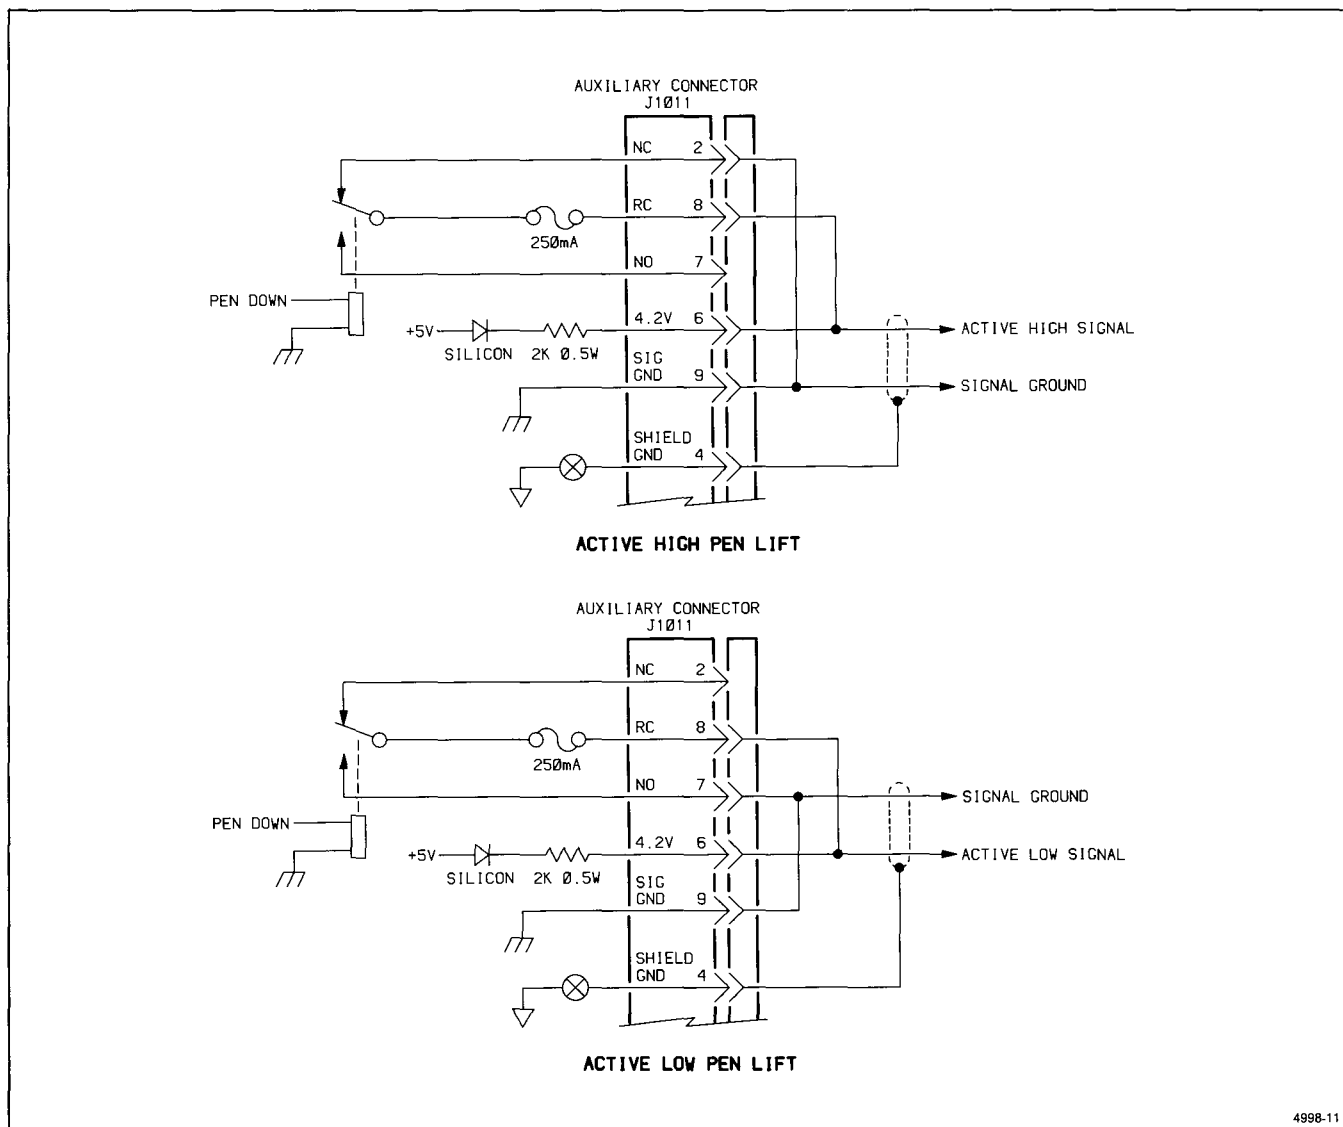 AUXILIARY CONNECTOR
J1011
NC 2
RC 8
250mA
NO 7
PEN DOWN
+5V
SILICON
2K 0.5W
4.2V 6
ACTIVE HIGH SIGNAL
SIG
GND 9
SIGNAL GROUND
SHIELD
GND 4
ACTIVE HIGH PEN LIFT
AUXILIARY CONNECTOR
J1011
NC 2
RC 8
250mA
NO 7
SIGNAL GROUND
PEN DOWN
+5V
SILICON
2K 0.5W
4.2V 6
ACTIVE LOW SIGNAL
SIG
GND 9
SHIELD
GND 4
ACTIVE LOW PEN LIFT
4998-11